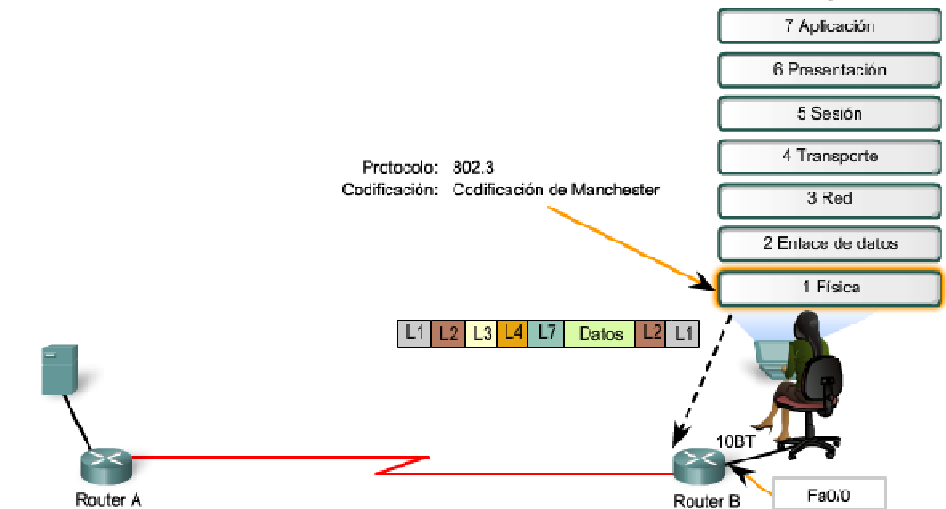 7 Aplicación
6 Presentación
5 Sesión
4 Transporte
3 Red
2 Enlace de datos
1 Física
Protocolo: 802.3
Codificación: Codificación de Manchester
L1 L2 L3 L4 L7 Datos L2 L1
10BT
Router A
Router B
Fa0/0